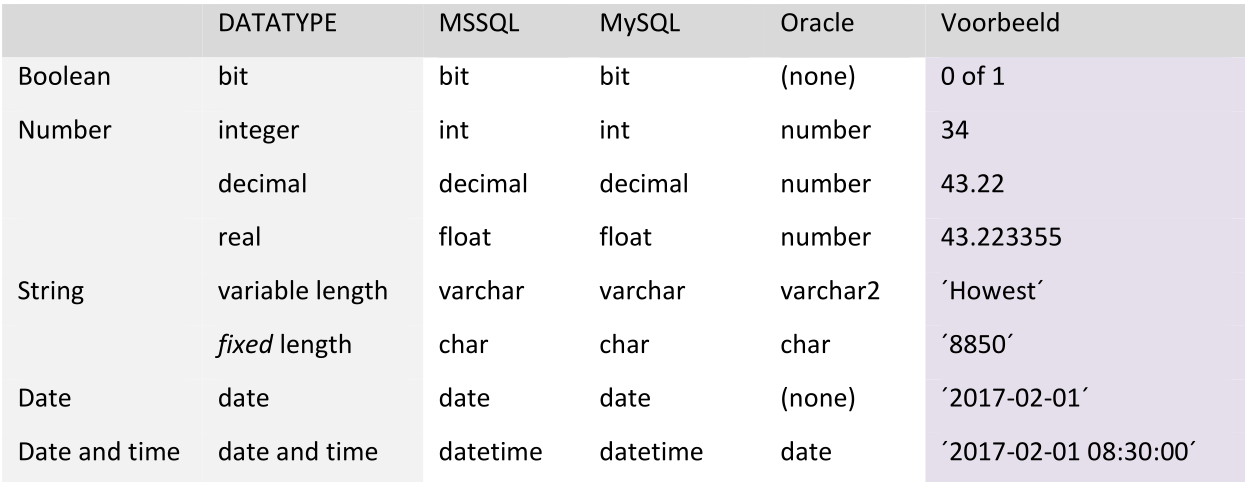 DATATYPE MSSQL MySQL Oracle Voorbeeld
Boolean bit bit bit (none) 0 of 1
Number integer int int number 34
decimal decimal decimal number 43.22
real float float number 43.223355
String variable length varchar varchar varchar2 ´Howest´
fixed length char char char ´8850´
Date date date date (none) ´2017-02-01´
Date and time date and time datetime datetime date ´2017-02-01 08:30:00´